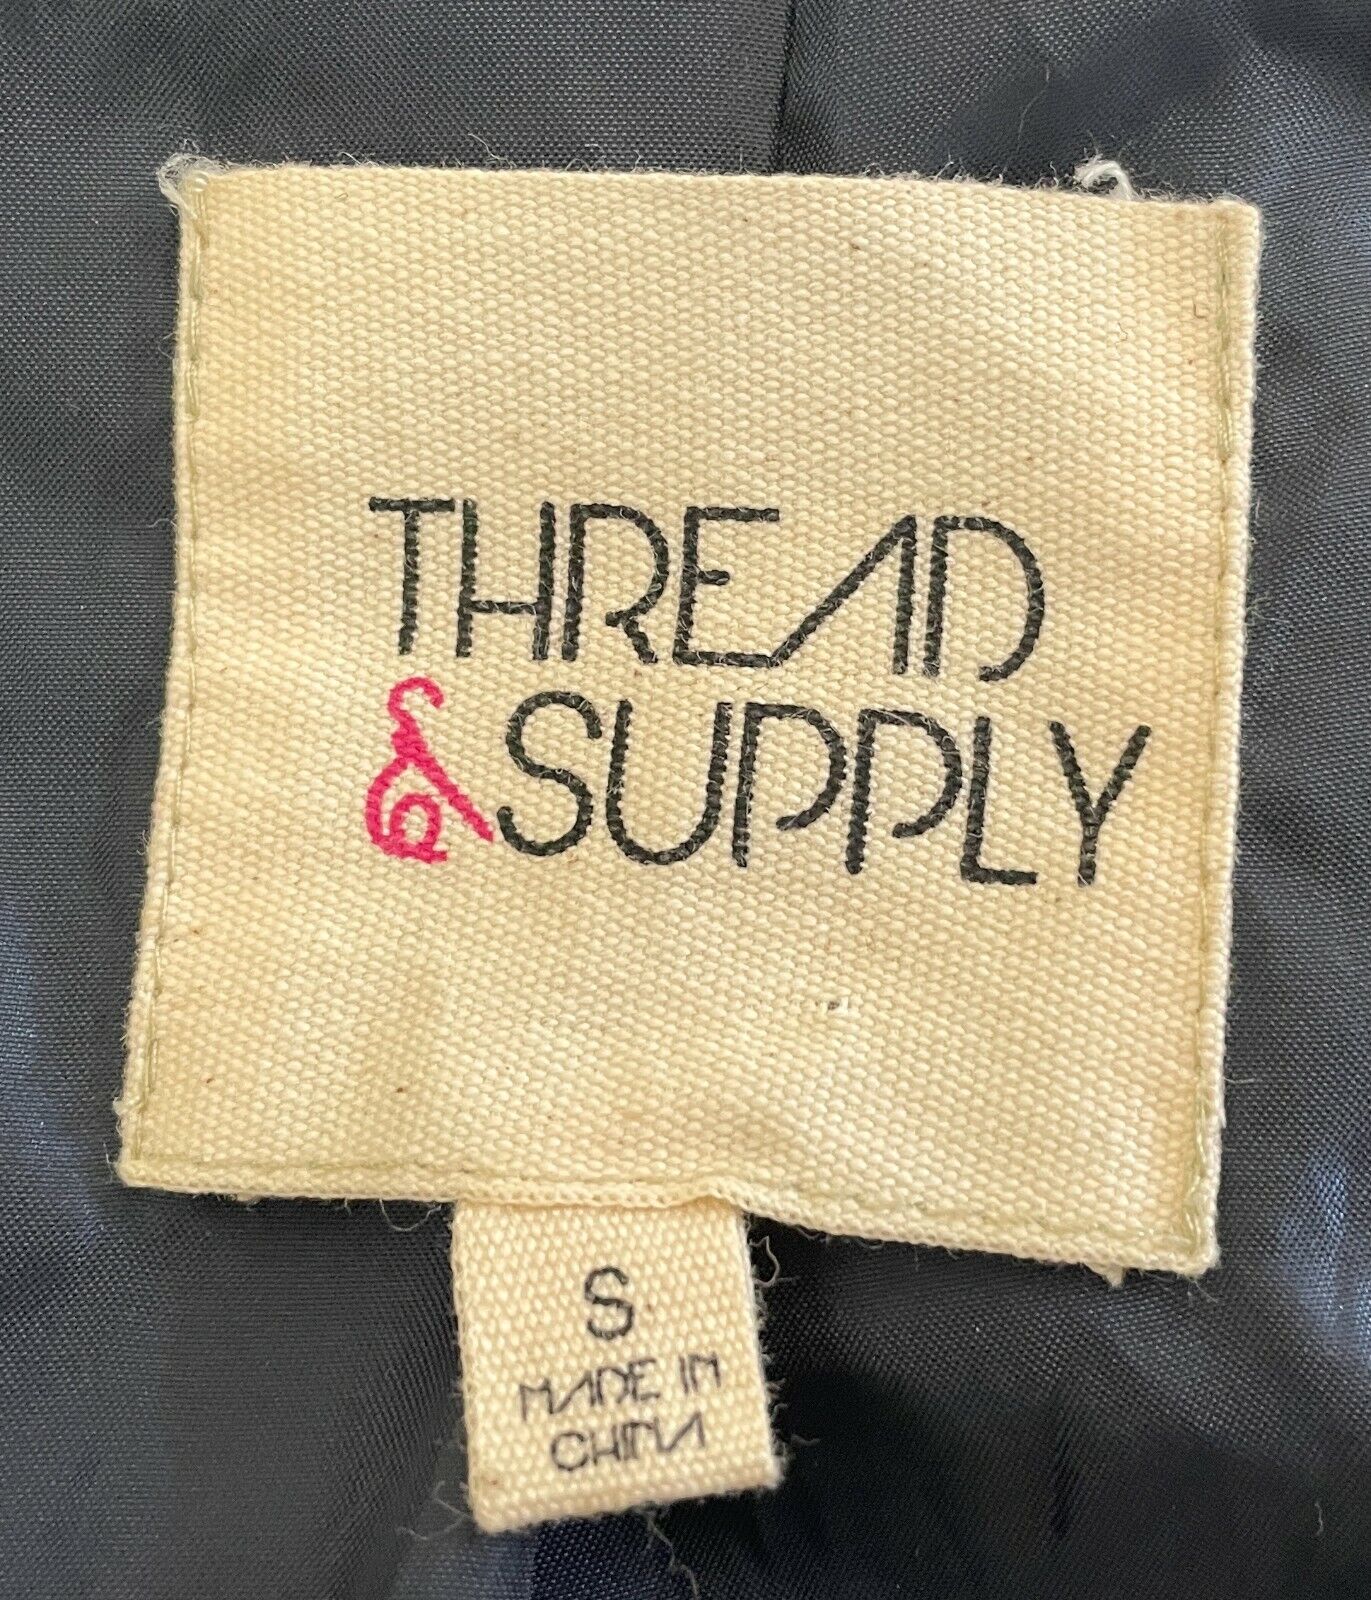 THREAD
& SUPPLY
S
MADE IN
CHINA